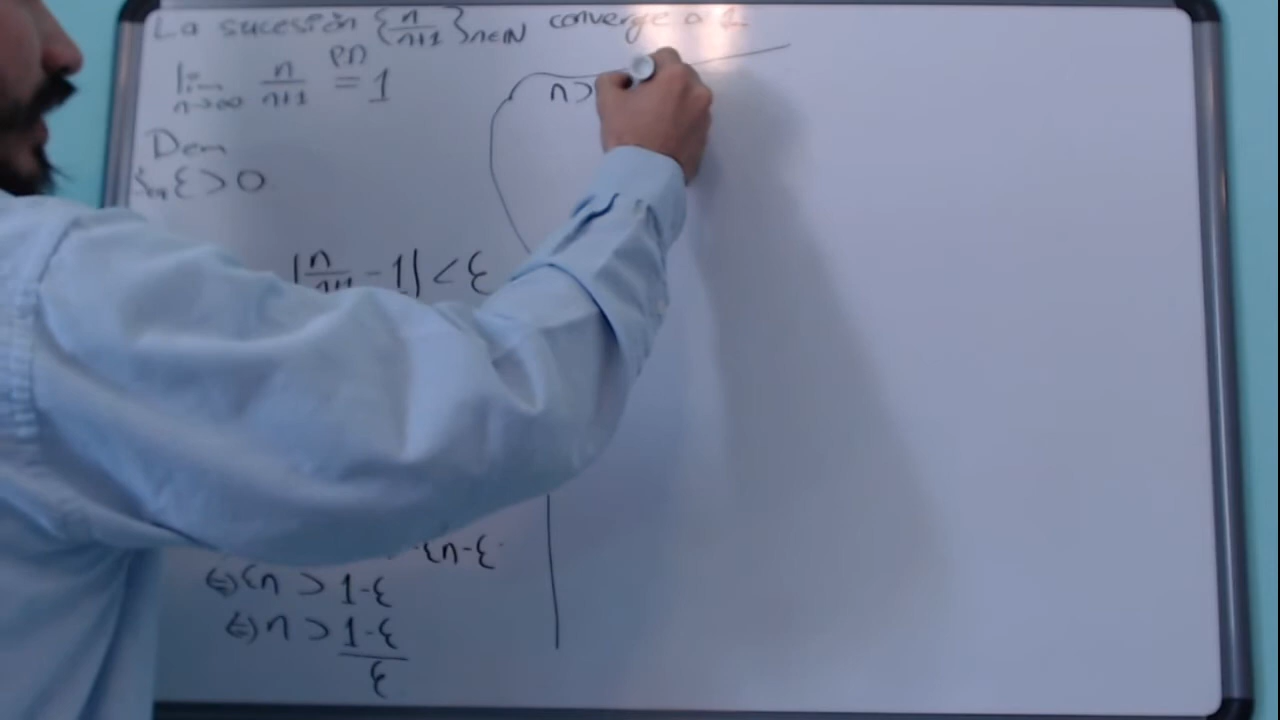 La sucesión {n/n+1}n∈N converge a 1
lim n→∞ n/n+1 = 1
PD
n>
Dem
Sea ε>0
|n/n+1 - 1| < ε
-εn-ε
⇔ εn > 1-ε
⇔ n > 1-ε/ε